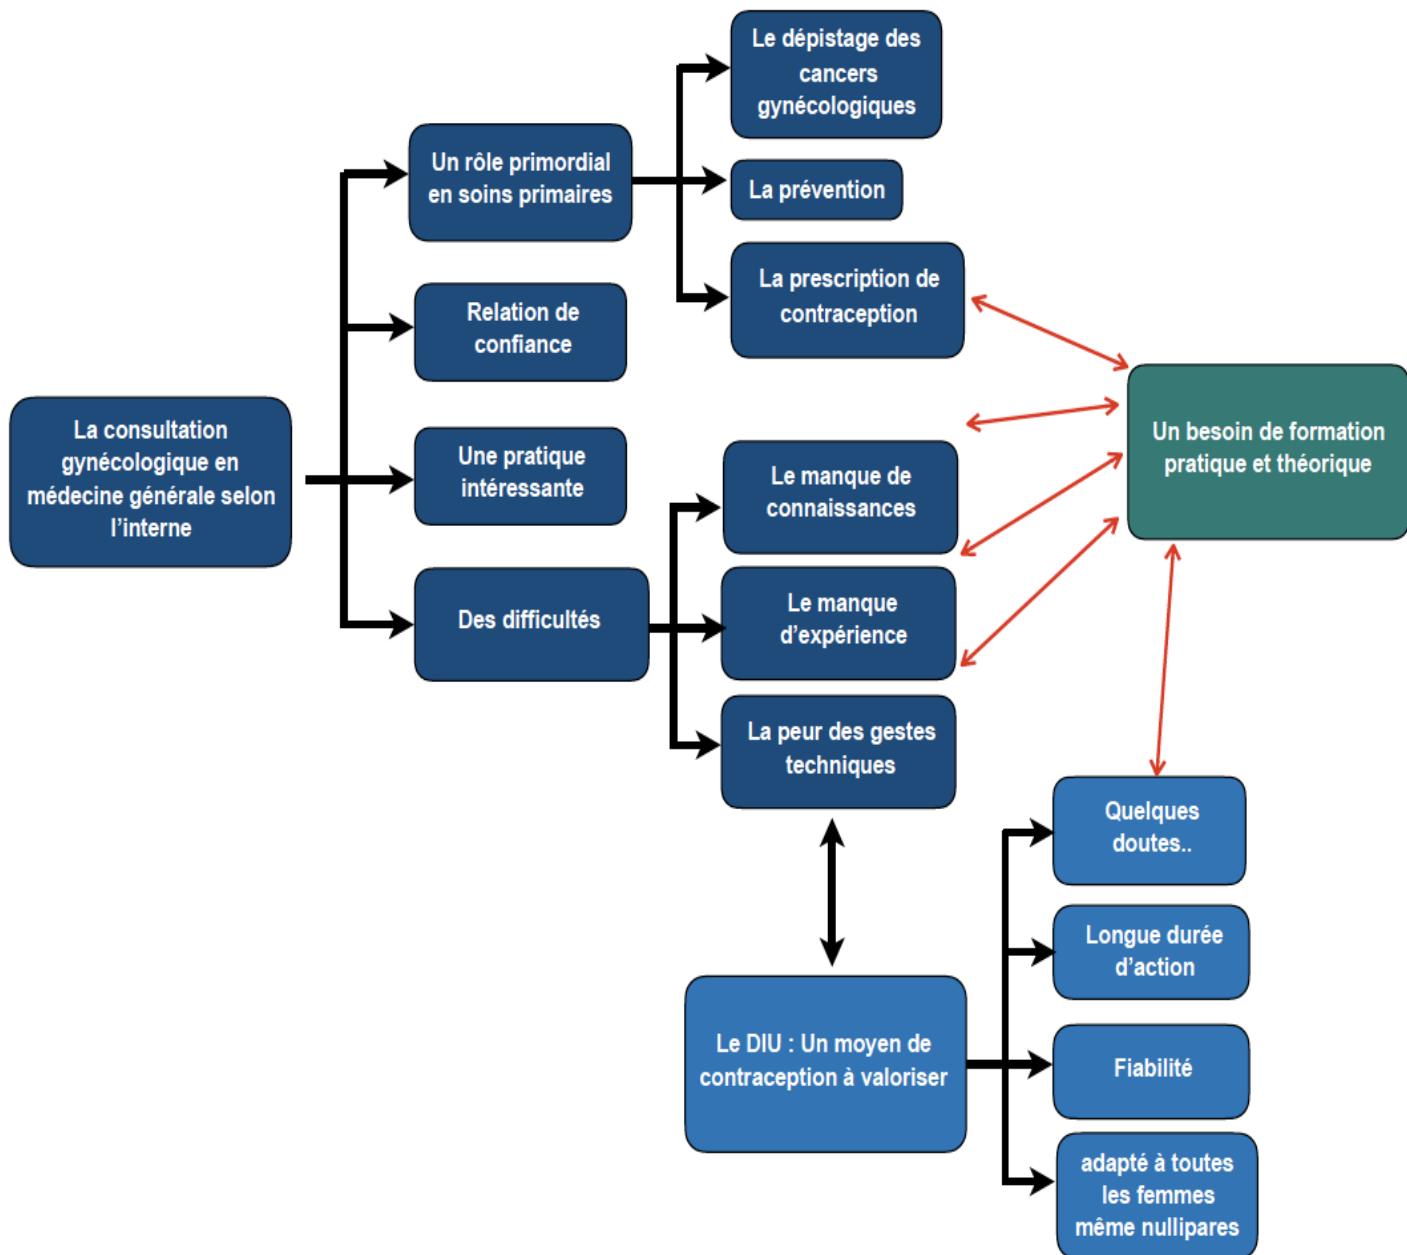 Le dépistage des
cancers
gynécologiques
Un rôle primordial
en soins primaires
La prévention
La prescription de
contraception
Relation de
confiance
La consultation
gynécologique en
médecine générale selon
l’interne
Une pratique
intéressante
Un besoin de formation
pratique et théorique
Le manque de
connaissances
Des difficultés
Le manque
d’expérience
La peur des gestes
techniques
Quelques
doutes..
Longue durée
d’action
Le DIU : Un moyen de
contraception à valoriser
Fiabilité
adapté à toutes
les femmes
même nullipares